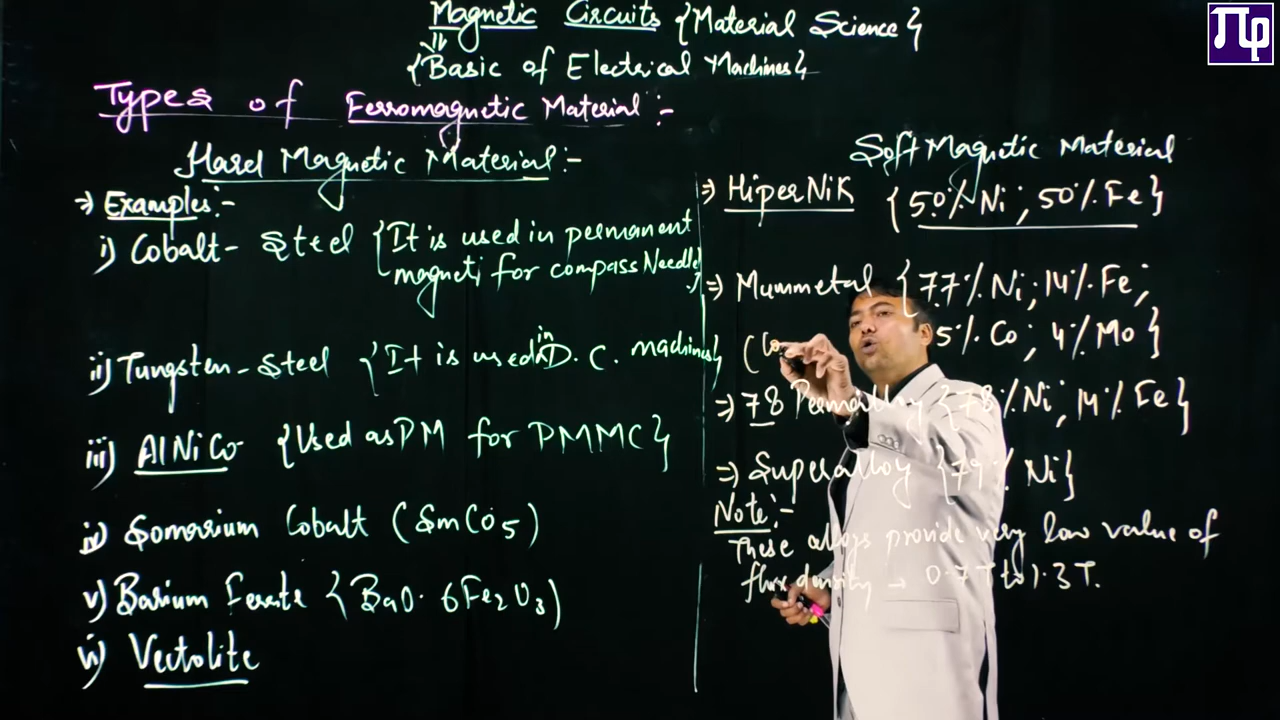 Magnetic Circuits {Material Science}
{Basic of Electrical Machines}
Types of Ferromagnetic Material :-
Hard Magnetic Material :-
⇒ Examples :-
i) Cobalt - Steel {It is used in permanent
magnet for compass Needle}
ii) Tungsten - Steel {It is used in D.C. machines}
iii) AlNiCo {Used as PM for PMMC}
iv) Somarium Cobalt (SmCo5)
v) Barium Ferrite {BaO. 6Fe2O3}
vi) Vectolite
Soft Magnetic Material
⇒ HiperNiK {50% Ni ; 50% Fe}
⇒ Mummetal {77% Ni ; 14% Fe ;
5% Co ; 4% Mo}
⇒ 78 Permalloy {78% Ni, 14% Fe}
⇒ Superalloy {79% Ni}
Note :-
These alloys provide very low value of
flux density → 0.7T to 1.3T.
Πφ